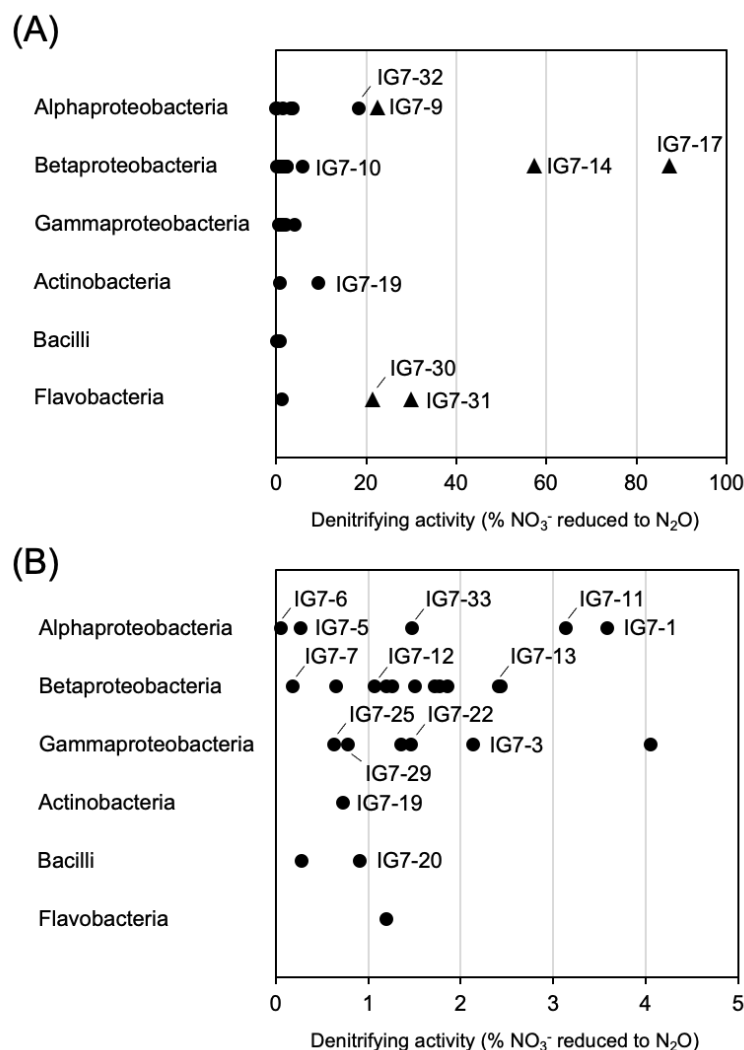 (A)
IG7-32
Alphaproteobacteria IG7-9
IG7-17
Betaproteobacteria IG7-10 IG7-14
Gammaproteobacteria
Actinobacteria IG7-19
Bacilli
IG7-30
Flavobacteria IG7-31
0 20 40 60 80 100
Denitrifying activity (% NO₃⁻ reduced to N₂O)
(B)
IG7-6 IG7-33 IG7-11
Alphaproteobacteria IG7-5 IG7-1
IG7-7 IG7-12 IG7-13
Betaproteobacteria
IG7-25 IG7-22
Gammaproteobacteria IG7-3
IG7-29
Actinobacteria IG7-19
Bacilli IG7-20
Flavobacteria
0 1 2 3 4 5
Denitrifying activity (% NO₃⁻ reduced to N₂O)